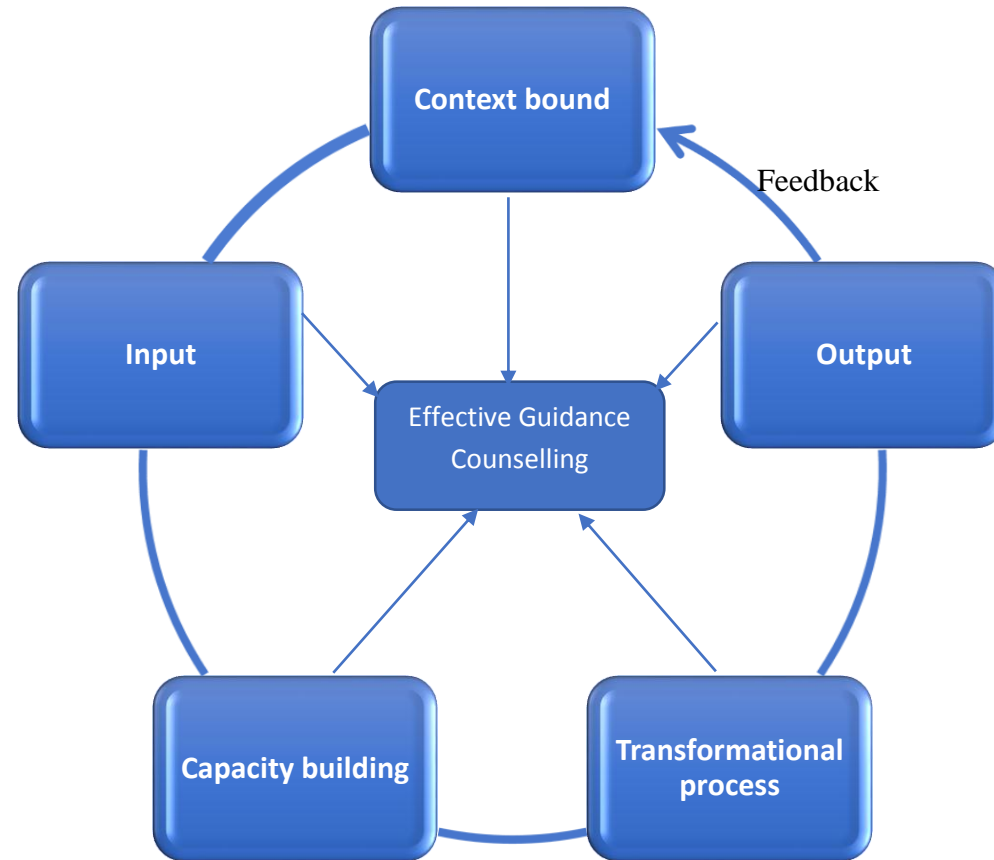 Context bound
Feedback
Input
Output
Effective Guidance
Counselling
Capacity building
Transformational
process